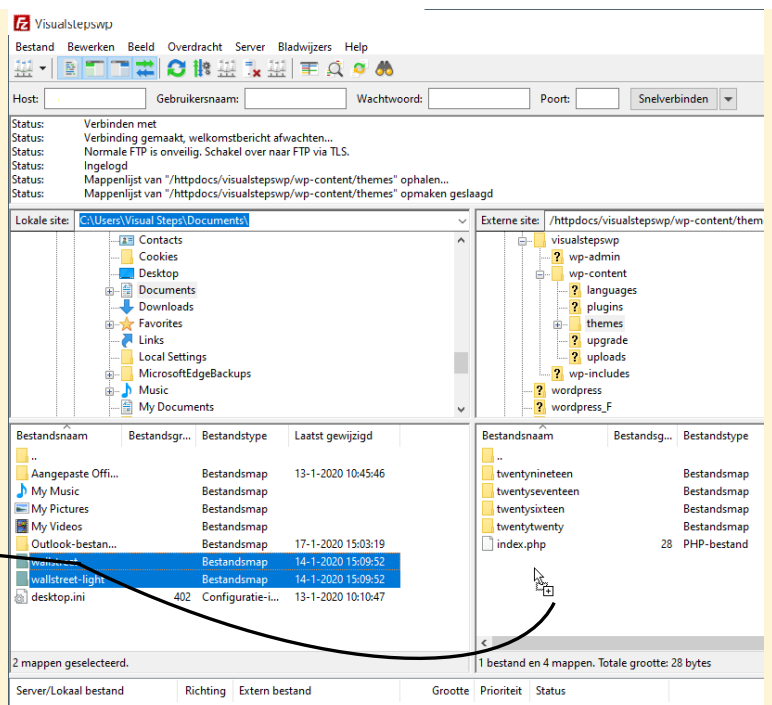 Visualstepswp
Bestand Bewerken Beeld Overdracht Server Bladwijzers Help
Host: Gebruikersnaam: Wachtwoord: Poort: Snelverbinden
Status: Verbinden met
Status: Verbinding gemaakt, welkomstbericht afwachten...
Status: Normale FTP is onveilig. Schakel over naar FTP via TLS.
Status: Ingelogd
Status: Mappenlijst van "/httpdocs/visualstepswp/wp-content/themes" ophalen...
Status: Mappenlijst van "/httpdocs/visualstepswp/wp-content/themes" opmaken geslaagd
Lokale site: C:\Users\Visual Steps\Documents\
Contacts
Cookies
Desktop
Documents
Downloads
Favorites
Links
Local Settings
MicrosoftEdgeBackups
Music
My Documents
Externe site: /httpdocs/visualstepswp/wp-content/them
visualstepswp
wp-admin
wp-content
languages
plugins
themes
upgrade
uploads
wp-includes
wordpress
wordpress_F
Bestandsnaam Bestandsgr... Bestandstype Laatst gewijzigd
..
Aangepaste Offi... Bestandsmap 13-1-2020 10:45:46
My Music Bestandsmap
My Pictures Bestandsmap
My Videos Bestandsmap
Outlook-bestan... Bestandsmap 17-1-2020 15:03:19
wallstreet Bestandsmap 14-1-2020 15:09:52
wallstreet-light Bestandsmap 14-1-2020 15:09:52
desktop.ini 402 Configuratie-i... 13-1-2020 10:10:47
2 mappen geselecteerd.
Bestandsnaam Bestandsg... Bestandstype
..
twentynineteen Bestandsmap
twentyseventeen Bestandsmap
twentysixteen Bestandsmap
twentytwenty Bestandsmap
index.php 28 PHP-bestand
1 bestand en 4 mappen. Totale grootte: 28 bytes
Server/Lokaal bestand Richting Extern bestand Grootte Prioriteit Status